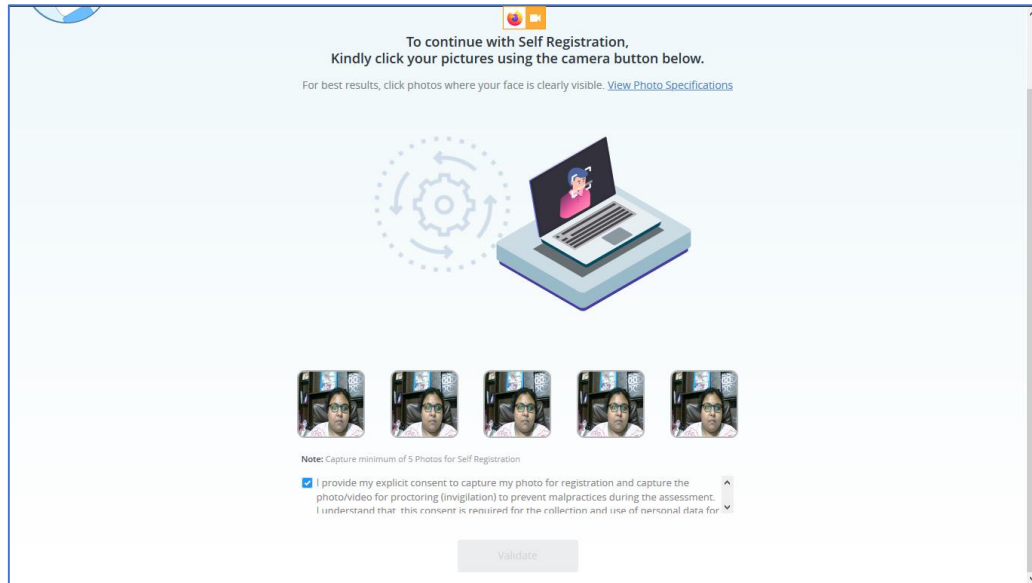 To continue with Self Registration,
Kindly click your pictures using the camera button below.
For best results, click photos where your face is clearly visible. View Photo Specifications
Note: Capture minimum of 5 Photos for Self Registration
I provide my explicit consent to capture my photo for registration and capture the
photo/video for proctoring (invigilation) to prevent malpractices during the assessment.
I understand that, this consent is required for the collection and use of personal data for
Validate